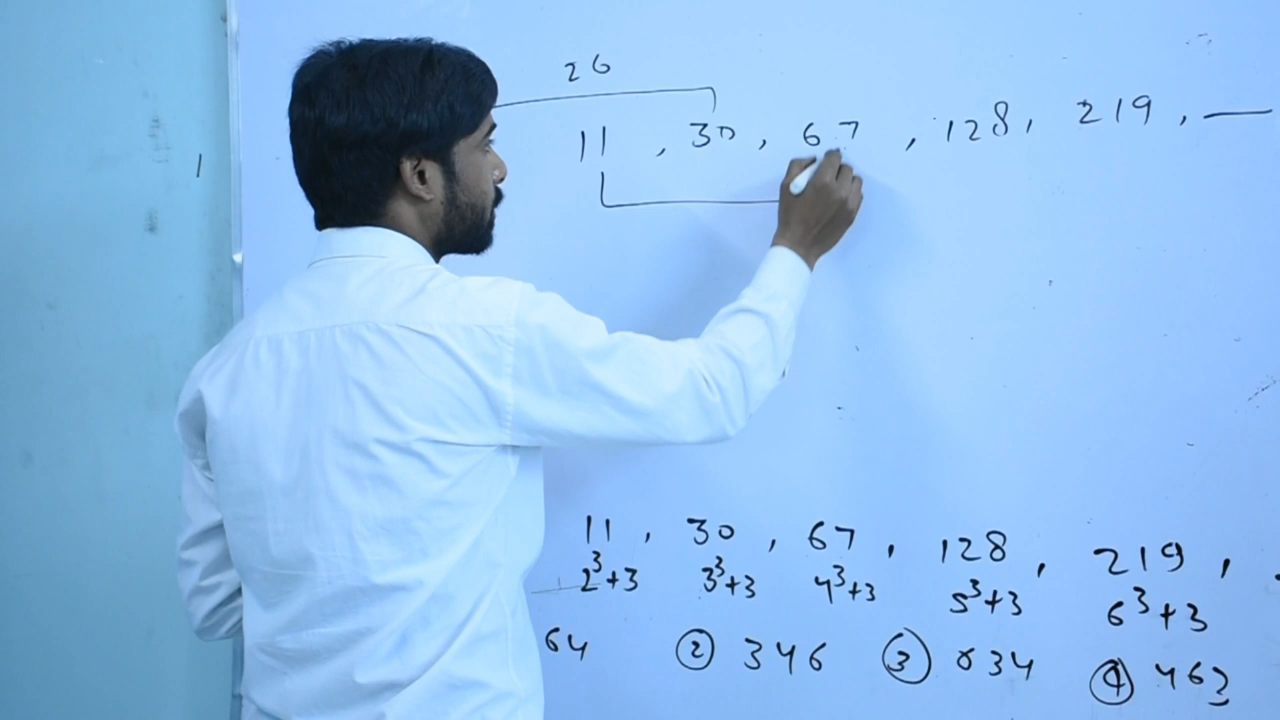 26
11 , 30 , 67 , 128 , 219 , —
11 , 30 , 67 , 128 , 219 ,
2³+3 3³+3 4³+3 5³+3 6³+3
64 ② 346 ③ 834 ④ 462